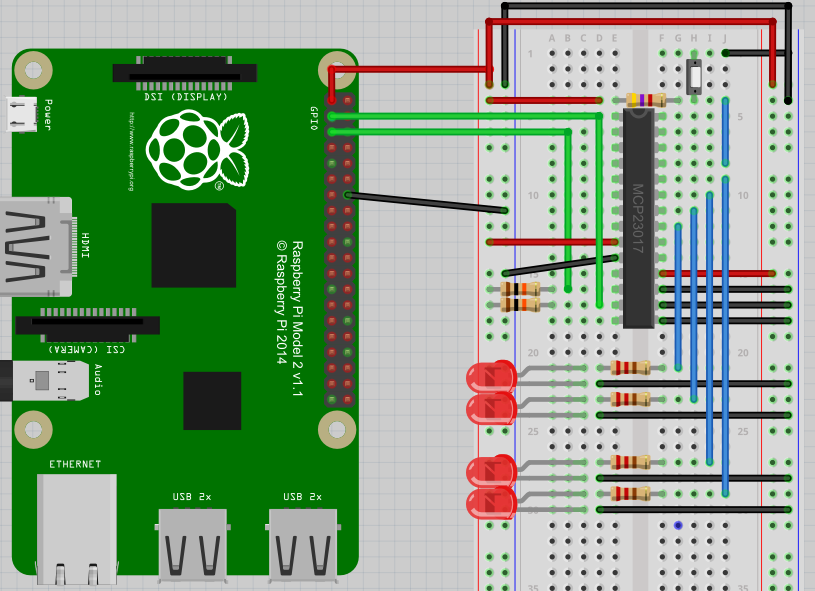 DSI (DISPLAY)
Power
GPIO
http://www.raspberrypi.org
TM
HDMI
Raspberry Pi Model 2 v1.1
© Raspberry Pi 2014
CSI (CAMERA)
Audio
ETHERNET
USB 2x
USB 2x
A B C D E F G H I J
1 1
5
MCP23017
10 10
15
20 20
25 25
35 35